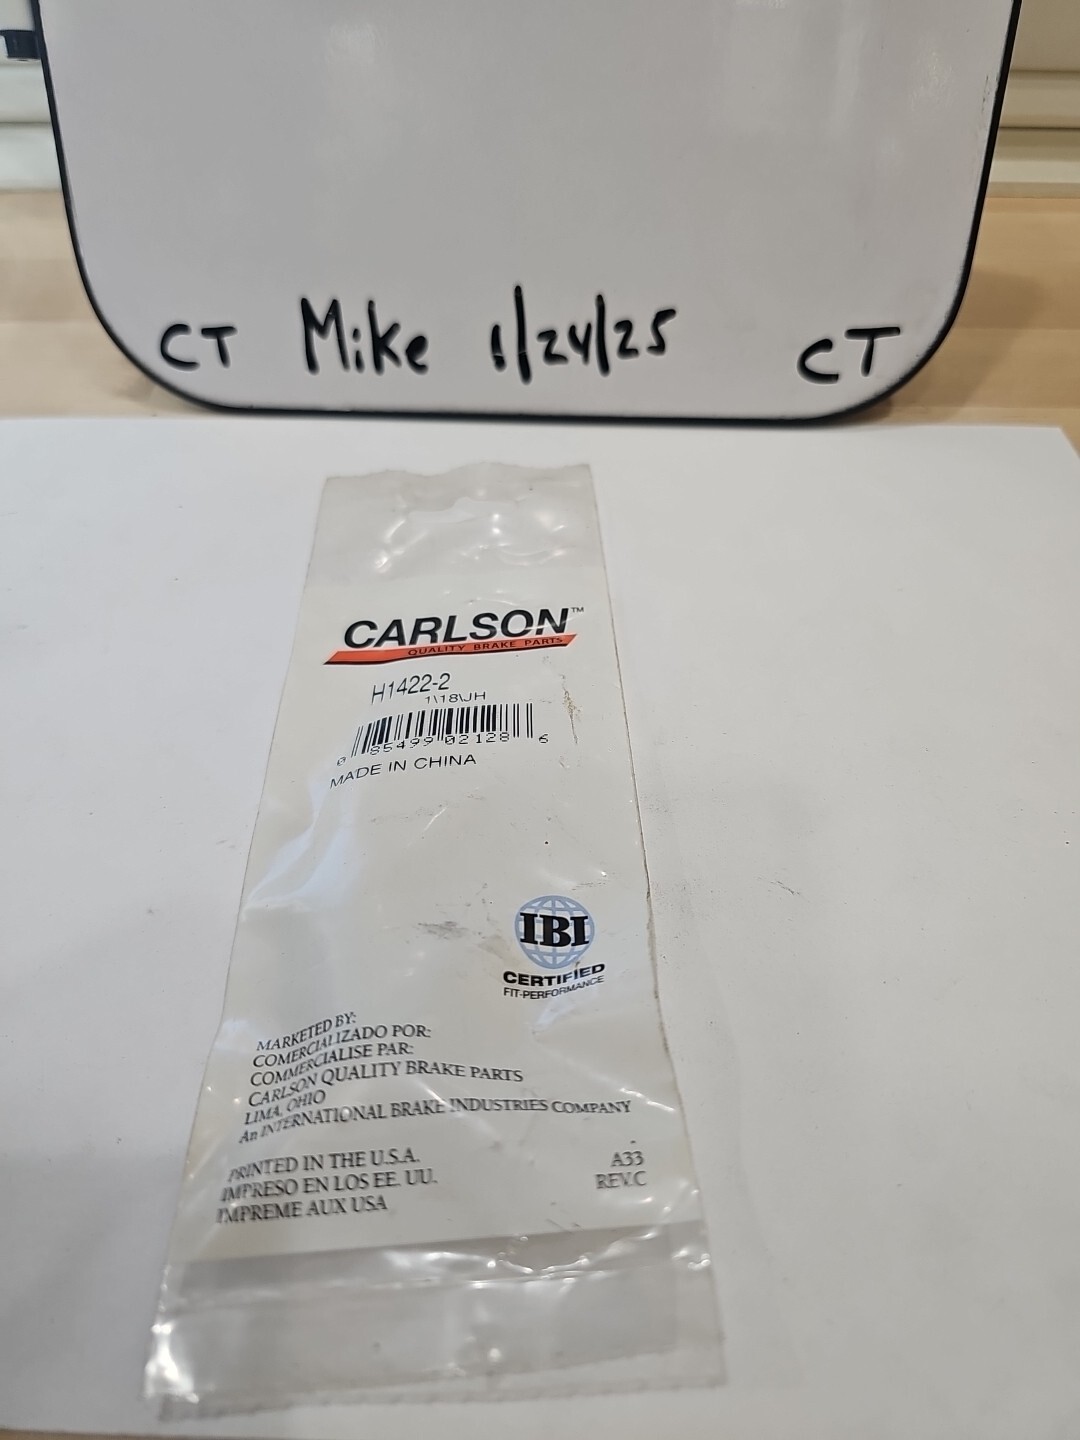 CT Mike 1/24/25 CT
CARLSON™
QUALITY BRAKE PARTS
H1422-2
1\18\JH
0 85499 02128 6
MADE IN CHINA
IBI
CERTIFIED
FIT-PERFORMANCE
MARKETED BY:
COMERCIALIZADO POR:
COMMERCIALISE PAR:
CARLSON QUALITY BRAKE PARTS
LIMA, OHIO
An INTERNATIONAL BRAKE INDUSTRIES COMPANY
PRINTED IN THE U.S.A.
IMPRESO EN LOS EE. UU.
IMPREME AUX USA
A33
REV.C